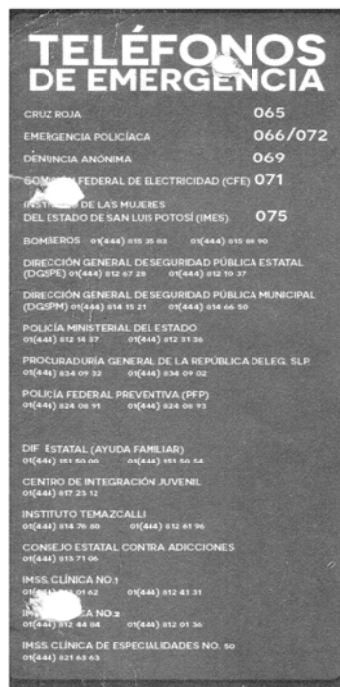 TELÉFONOS
DE EMERGENCIA
CRUZ ROJA 065
EMERGENCIA POLICÍACA 066/072
DENUNCIA ANÓNIMA 069
FEDERAL DE ELECTRICIDAD (CFE) 071
DE LAS MUJERES
DEL ESTADO DE SAN LUIS POTOSÍ (IMES) 075
BOMBEROS 01(444) 815 35 83 01(444) 815 86 90
DIRECCIÓN GENERAL DE SEGURIDAD PÚBLICA ESTATAL
(DGSPE) 01(444) 812 67 28 01(444) 812 10 37
DIRECCIÓN GENERAL DE SEGURIDAD PÚBLICA MUNICIPAL
(DGSPM) 01(444) 814 15 21 01(444) 814 66 50
POLICÍA MINISTERIAL DEL ESTADO
01(444) 812 14 37 01(444) 812 31 36
PROCURADURÍA GENERAL DE LA REPÚBLICA DELEG. SLP.
01(444) 834 09 32 01(444) 834 09 02
POLICÍA FEDERAL PREVENTIVA (PFP)
01(444) 824 08 91 01(444) 824 08 93
DIF ESTATAL (AYUDA FAMILIAR)
01(444) 151 50 00 01(444) 151 50 54
CENTRO DE INTEGRACIÓN JUVENIL
01(444) 817 23 12
INSTITUTO TEMAZCALLI
01(444) 814 76 80 01(444) 812 61 96
CONSEJO ESTATAL CONTRA ADICCIONES
01(444) 813 71 06
IMSS CLÍNICA NO.1
01 62 01(444) 812 41 31
CA NO.2
01(444) 812 44 84 01(444) 812 01 36
IMSS CLÍNICA DE ESPECIALIDADES NO. 50
01(444) 821 63 63